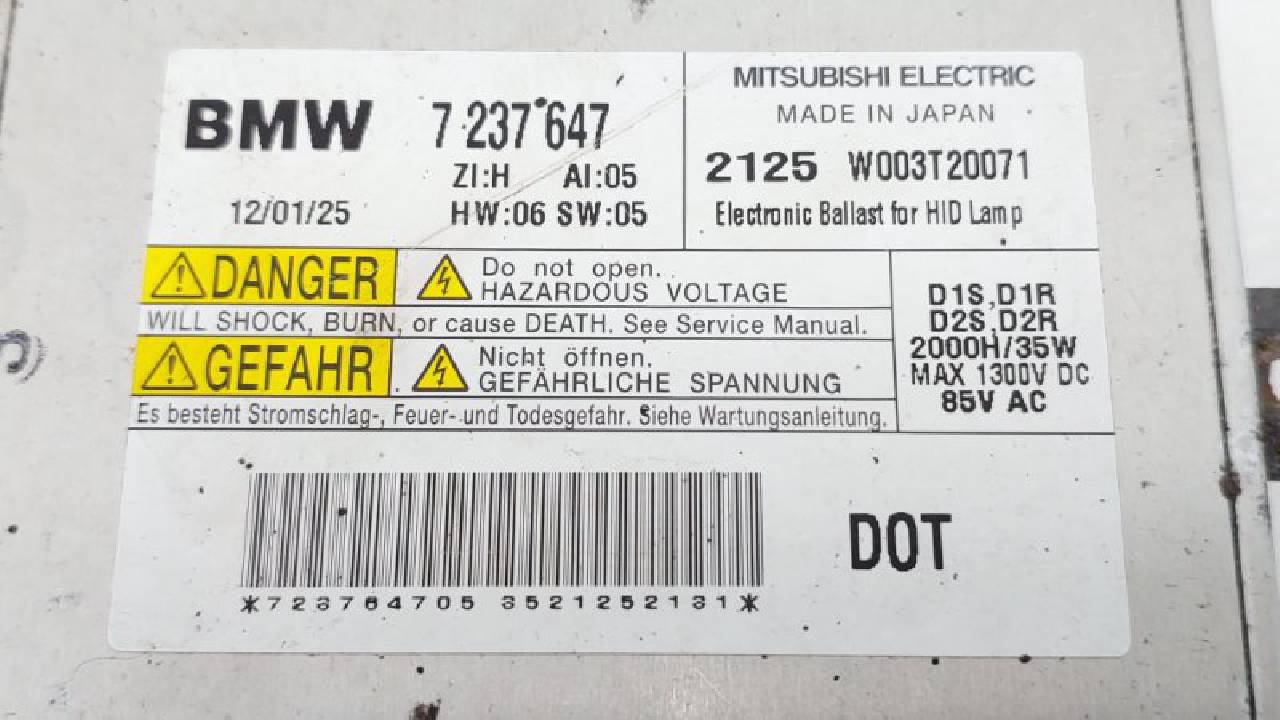 BMW 7 237 647
ZI:H AI:05
12/01/25 HW:06 SW:05
MITSUBISHI ELECTRIC
MADE IN JAPAN
2125 W003T20071
Electronic Ballast for HID Lamp
DANGER Do not open.
HAZARDOUS VOLTAGE
WILL SHOCK, BURN, or cause DEATH. See Service Manual.
GEFAHR Nicht öffnen.
GEFÄHRLICHE SPANNUNG
Es besteht Stromschlag-, Feuer- und Todesgefahr. Siehe Wartungsanleitung.
D1S,D1R
D2S,D2R
2000H/35W
MAX 1300V DC
85V AC
*723764705 3521252131*
DOT